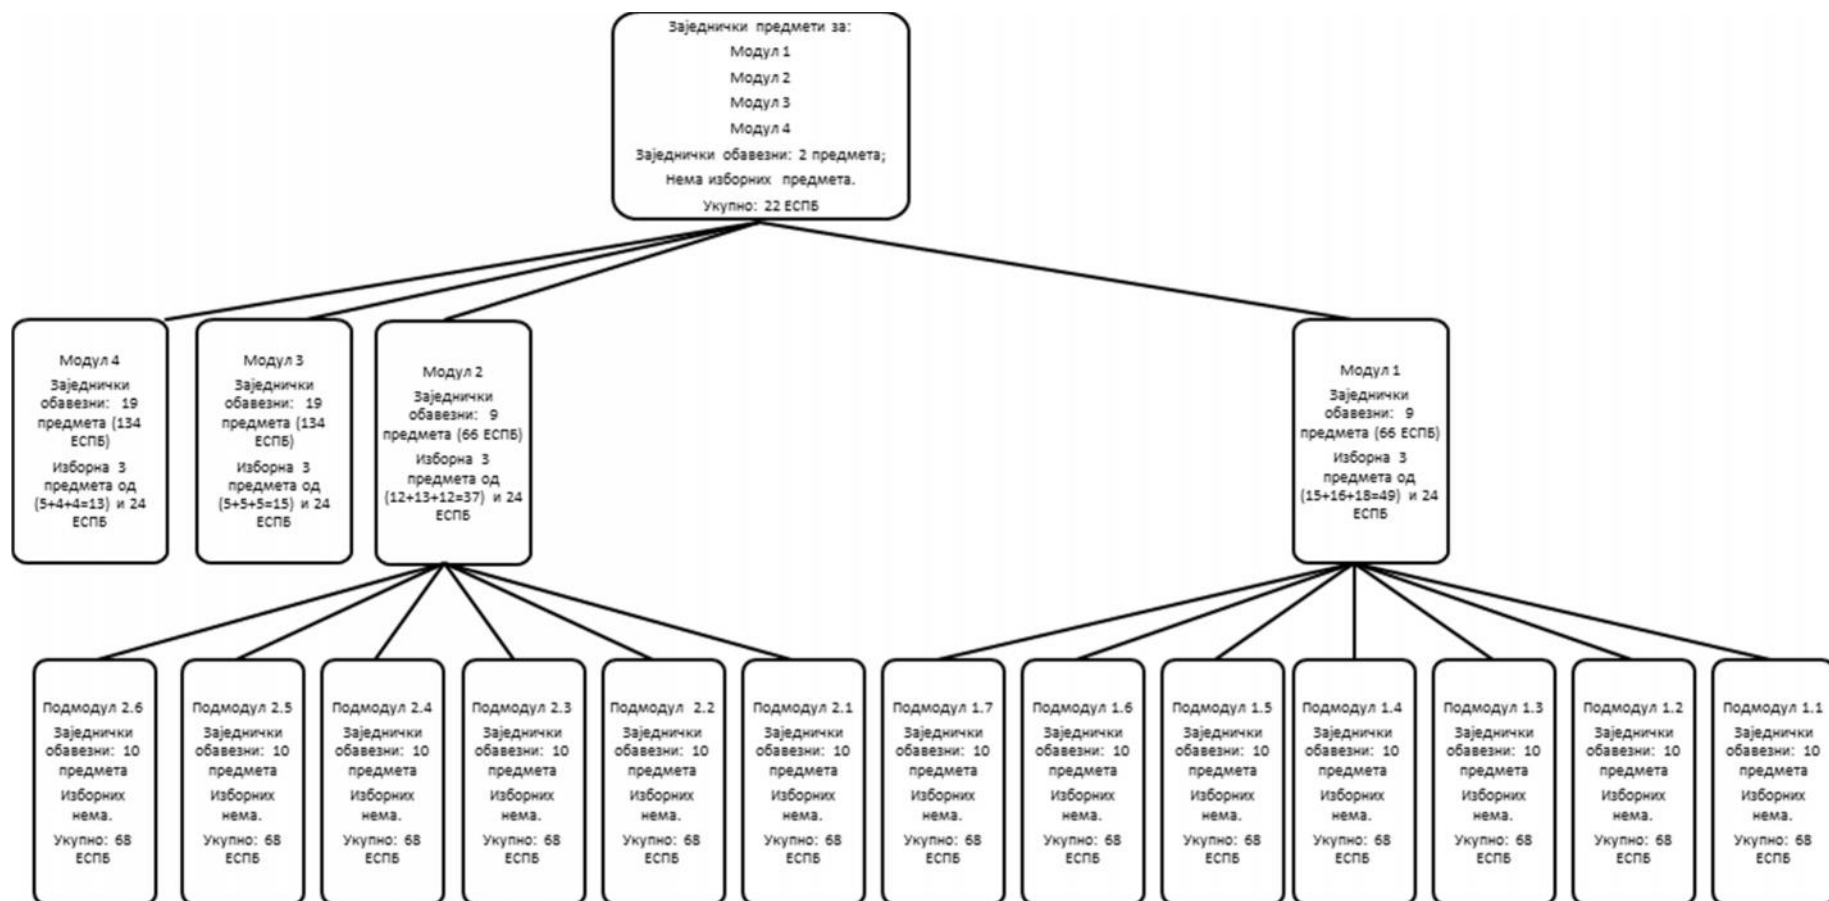 Заједнички предмети за:
Модул 1
Модул 2
Модул 3
Модул 4
Заједнички обавезни: 2 предмета;
Нема изборних предмета.
Укупно: 22 ЕСПБ
Модул 4
Заједнички
обавезни: 19
предмета (134
ЕСПБ)
Изборна 3
предмета од
(5+4+4=13) и 24
ЕСПБ
Модул 3
Заједнички
обавезни: 19
предмета (134
ЕСПБ)
Изборна 3
предмета од
(5+5+5=15) и 24
ЕСПБ
Модул 2
Заједнички
обавезни: 9
предмета (66 ЕСПБ)
Изборна 3
предмета од
(12+13+12=37) и 24
ЕСПБ
Модул 1
Заједнички
обавезни: 9
предмета (66 ЕСПБ)
Изборна 3
предмета од
(15+16+18=49) и 24
ЕСПБ
Подмодул 2.6
Заједнички
обавезни: 10
предмета
Изборних
нема.
Укупно: 68
ЕСПБ
Подмодул 2.5
Заједнички
обавезни: 10
предмета
Изборних
нема.
Укупно: 68
ЕСПБ
Подмодул 2.4
Заједнички
обавезни: 10
предмета
Изборних
нема.
Укупно: 68
ЕСПБ
Подмодул 2.3
Заједнички
обавезни: 10
предмета
Изборних
нема.
Укупно: 68
ЕСПБ
Подмодул 2.2
Заједнички
обавезни: 10
предмета
Изборних
нема.
Укупно: 68
ЕСПБ
Подмодул 2.1
Заједнички
обавезни: 10
предмета
Изборних
нема.
Укупно: 68
ЕСПБ
Подмодул 1.7
Заједнички
обавезни: 10
предмета
Изборних
нема.
Укупно: 68
ЕСПБ
Подмодул 1.6
Заједнички
обавезни: 10
предмета
Изборних
нема.
Укупно: 68
ЕСПБ
Подмодул 1.5
Заједнички
обавезни: 10
предмета
Изборних
нема.
Укупно: 68
ЕСПБ
Подмодул 1.4
Заједнички
обавезни: 10
предмета
Изборних
нема.
Укупно: 68
ЕСПБ
Подмодул 1.3
Заједнички
обавезни: 10
предмета
Изборних
нема.
Укупно: 68
ЕСПБ
Подмодул 1.2
Заједнички
обавезни: 10
предмета
Изборних
нема.
Укупно: 68
ЕСПБ
Подмодул 1.1
Заједнички
обавезни: 10
предмета
Изборних
нема.
Укупно: 68
ЕСПБ